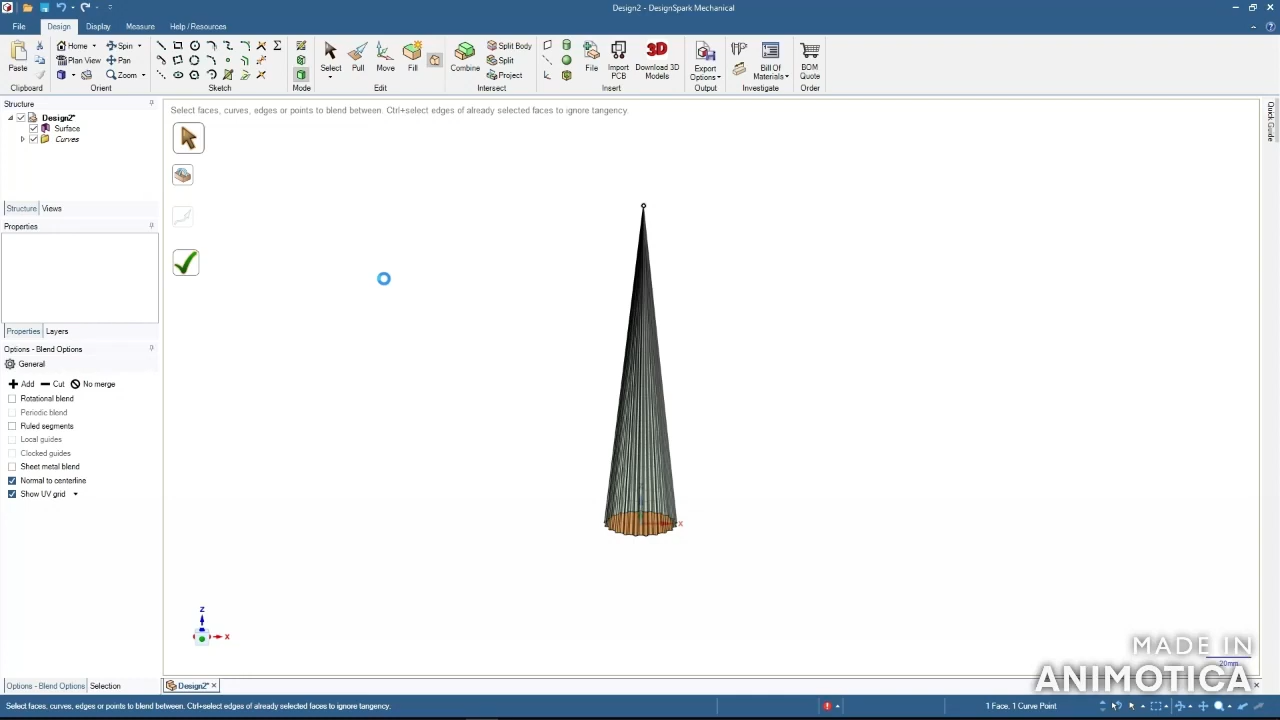 Design2* - DesignSpark Mechanical
File Design Display Measure Help / Resources
Paste
Home Spin
Plan View Pan
Zoom
Select Pull Move Fill
Combine
Split Body
Split
Project
File
Import PCB
Download 3D Models
Export Options
Bill Of Materials
BOM Quote
Clipboard Orient Sketch Mode Edit Intersect Insert Output Investigate Order
Structure
Design2*
Surface
Curves
Structure Views
Properties
Properties Layers
Options - Blend Options
General
Add Cut No merge
Rotational blend
Periodic blend
Ruled segments
Local guides
Clocked guides
Sheet metal blend
Normal to centerline
Show UV grid
Options - Blend Options Selection
Select faces, curves, edges or points to blend between. Ctrl+select edges of already selected faces to ignore tangency.
X
Z
X
Quick Guide
20mm
MADE IN
ANIMOTICA
Design2*
Select faces, curves, edges or points to blend between. Ctrl+select edges of already selected faces to ignore tangency.
1 Face, 1 Curve Point